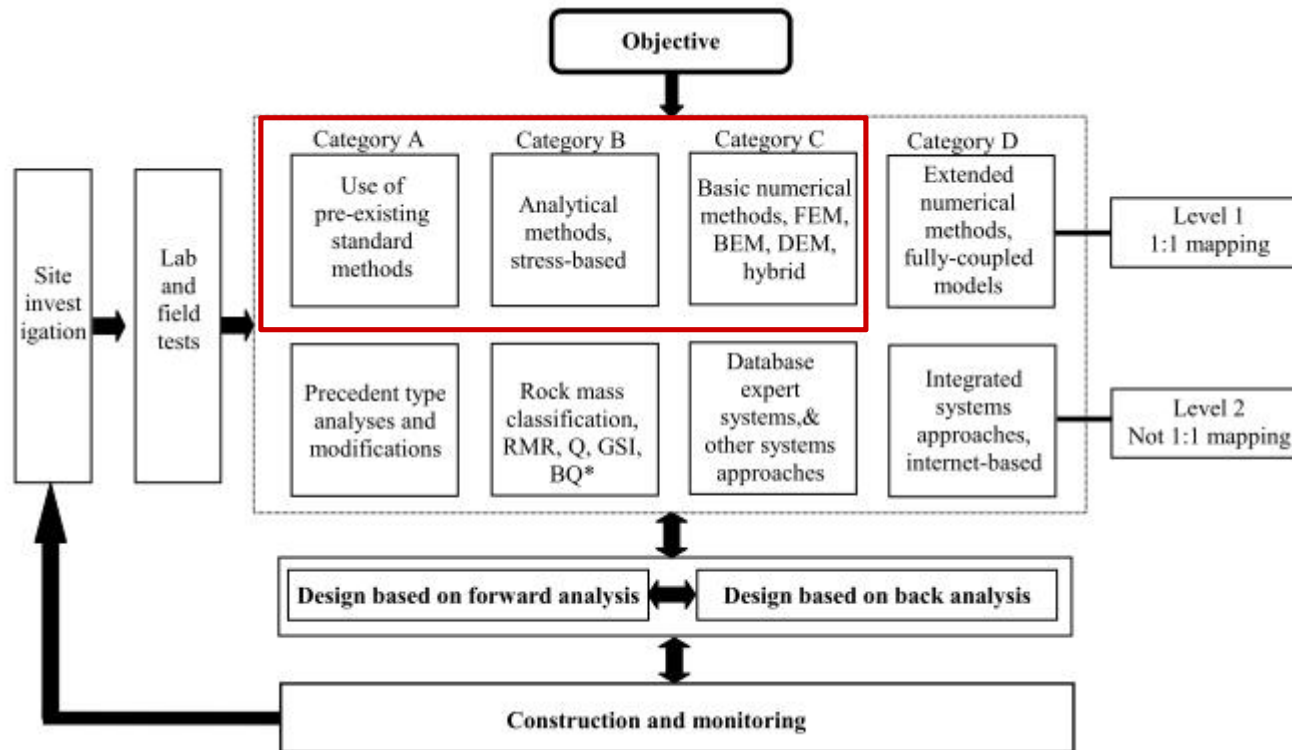 Objective
Category A
Category B
Category C
Category D
Use of
pre-existing
standard
methods
Analytical
methods,
stress-based
Basic numerical
methods, FEM,
BEM, DEM,
hybrid
Extended
numerical
methods,
fully-coupled
models
Level 1
1:1 mapping
Site
invest
igation
Lab
and
field
tests
Precedent type
analyses and
modifications
Rock mass
classification,
RMR, Q, GSI,
BQ*
Database
expert
systems,&
other systems
approaches
Integrated
systems
approaches,
internet-based
Level 2
Not 1:1 mapping
Design based on forward analysis
Design based on back analysis
Construction and monitoring